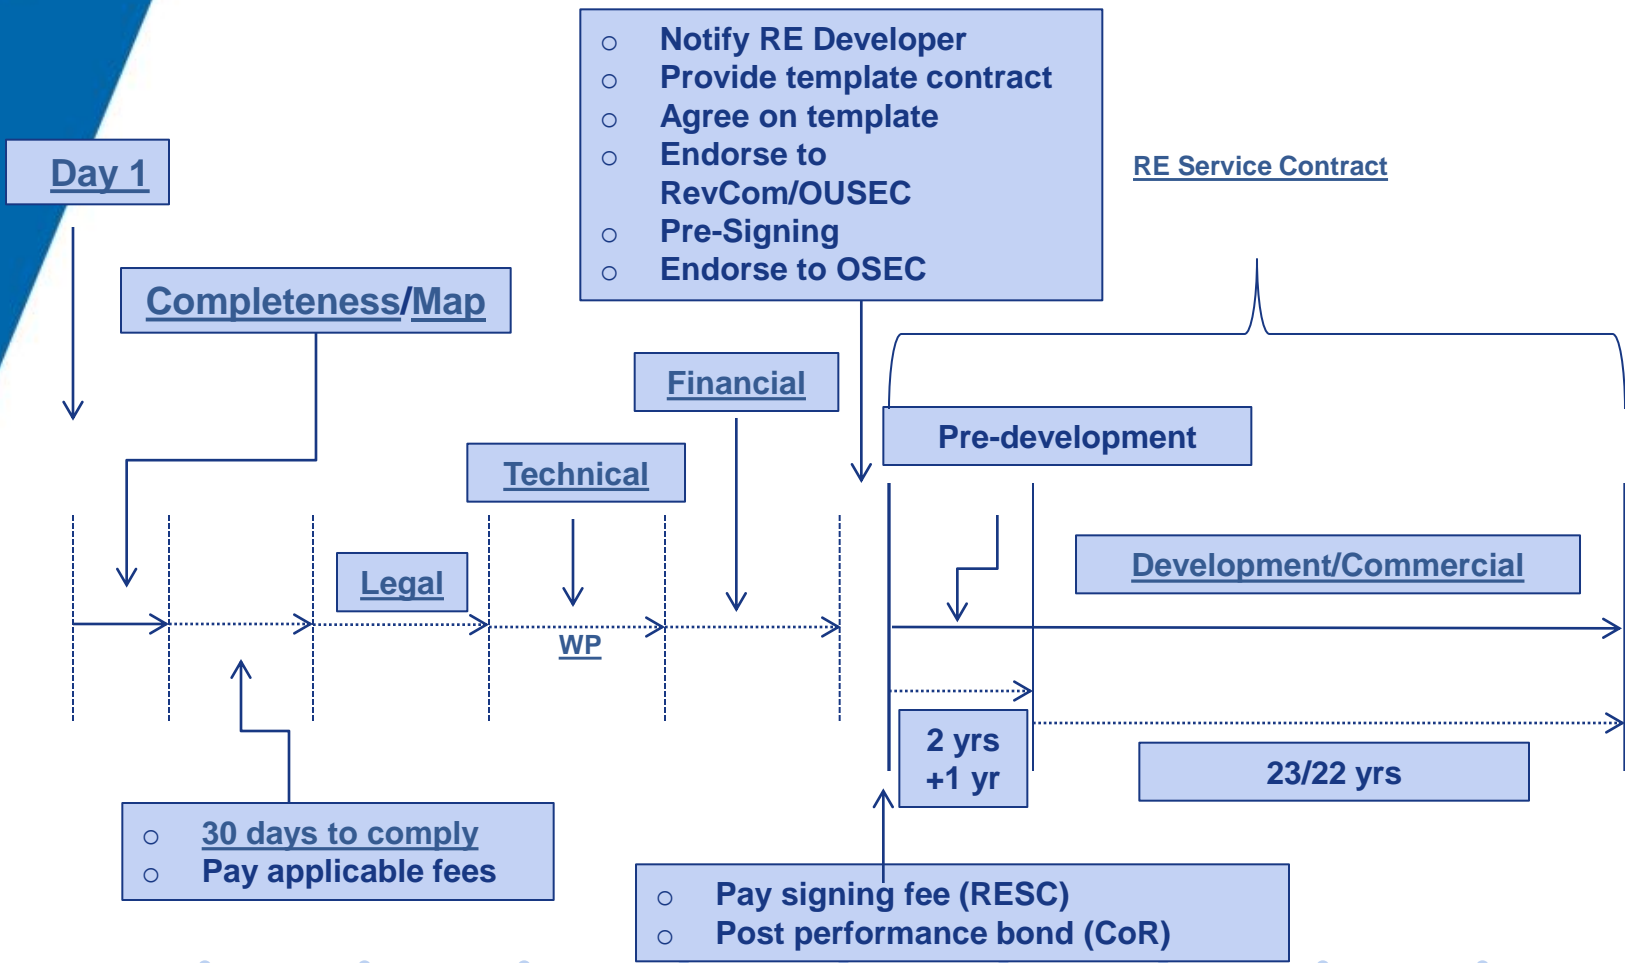 ○ Notify RE Developer
○ Provide template contract
○ Agree on template
○ Endorse to
RevCom/OUSEC
○ Pre-Signing
○ Endorse to OSEC
Day 1
RE Service Contract
Completeness/Map
Financial
Pre-development
Technical
Development/Commercial
Legal
WP
2 yrs
+1 yr
23/22 yrs
○ 30 days to comply
○ Pay applicable fees
○ Pay signing fee (RESC)
○ Post performance bond (CoR)